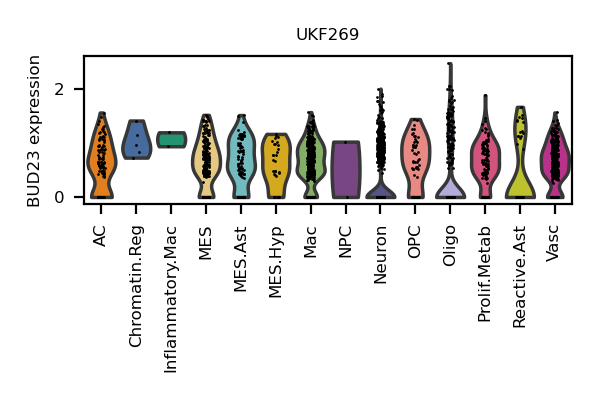 UKF269
BUD23 expression
2
0
AC
Chromatin.Reg
Inflammatory.Mac
MES
MES.Ast
MES.Hyp
Mac
NPC
Neuron
OPC
Oligo
Prolif.Metab
Reactive.Ast
Vasc